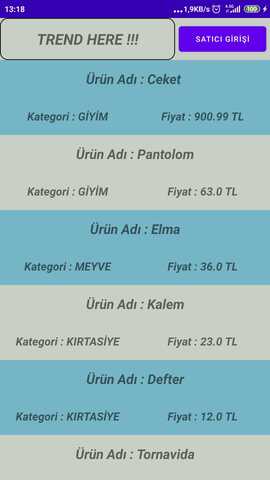 13:18 1,9KB/s 100
TREND HERE !!! SATICI GİRİŞİ
Ürün Adı : Ceket
Kategori : GİYİM Fiyat : 900.99 TL
Ürün Adı : Pantolom
Kategori : GİYİM Fiyat : 63.0 TL
Ürün Adı : Elma
Kategori : MEYVE Fiyat : 36.0 TL
Ürün Adı : Kalem
Kategori : KIRTASİYE Fiyat : 23.0 TL
Ürün Adı : Defter
Kategori : KIRTASİYE Fiyat : 12.0 TL
Ürün Adı : Tornavida